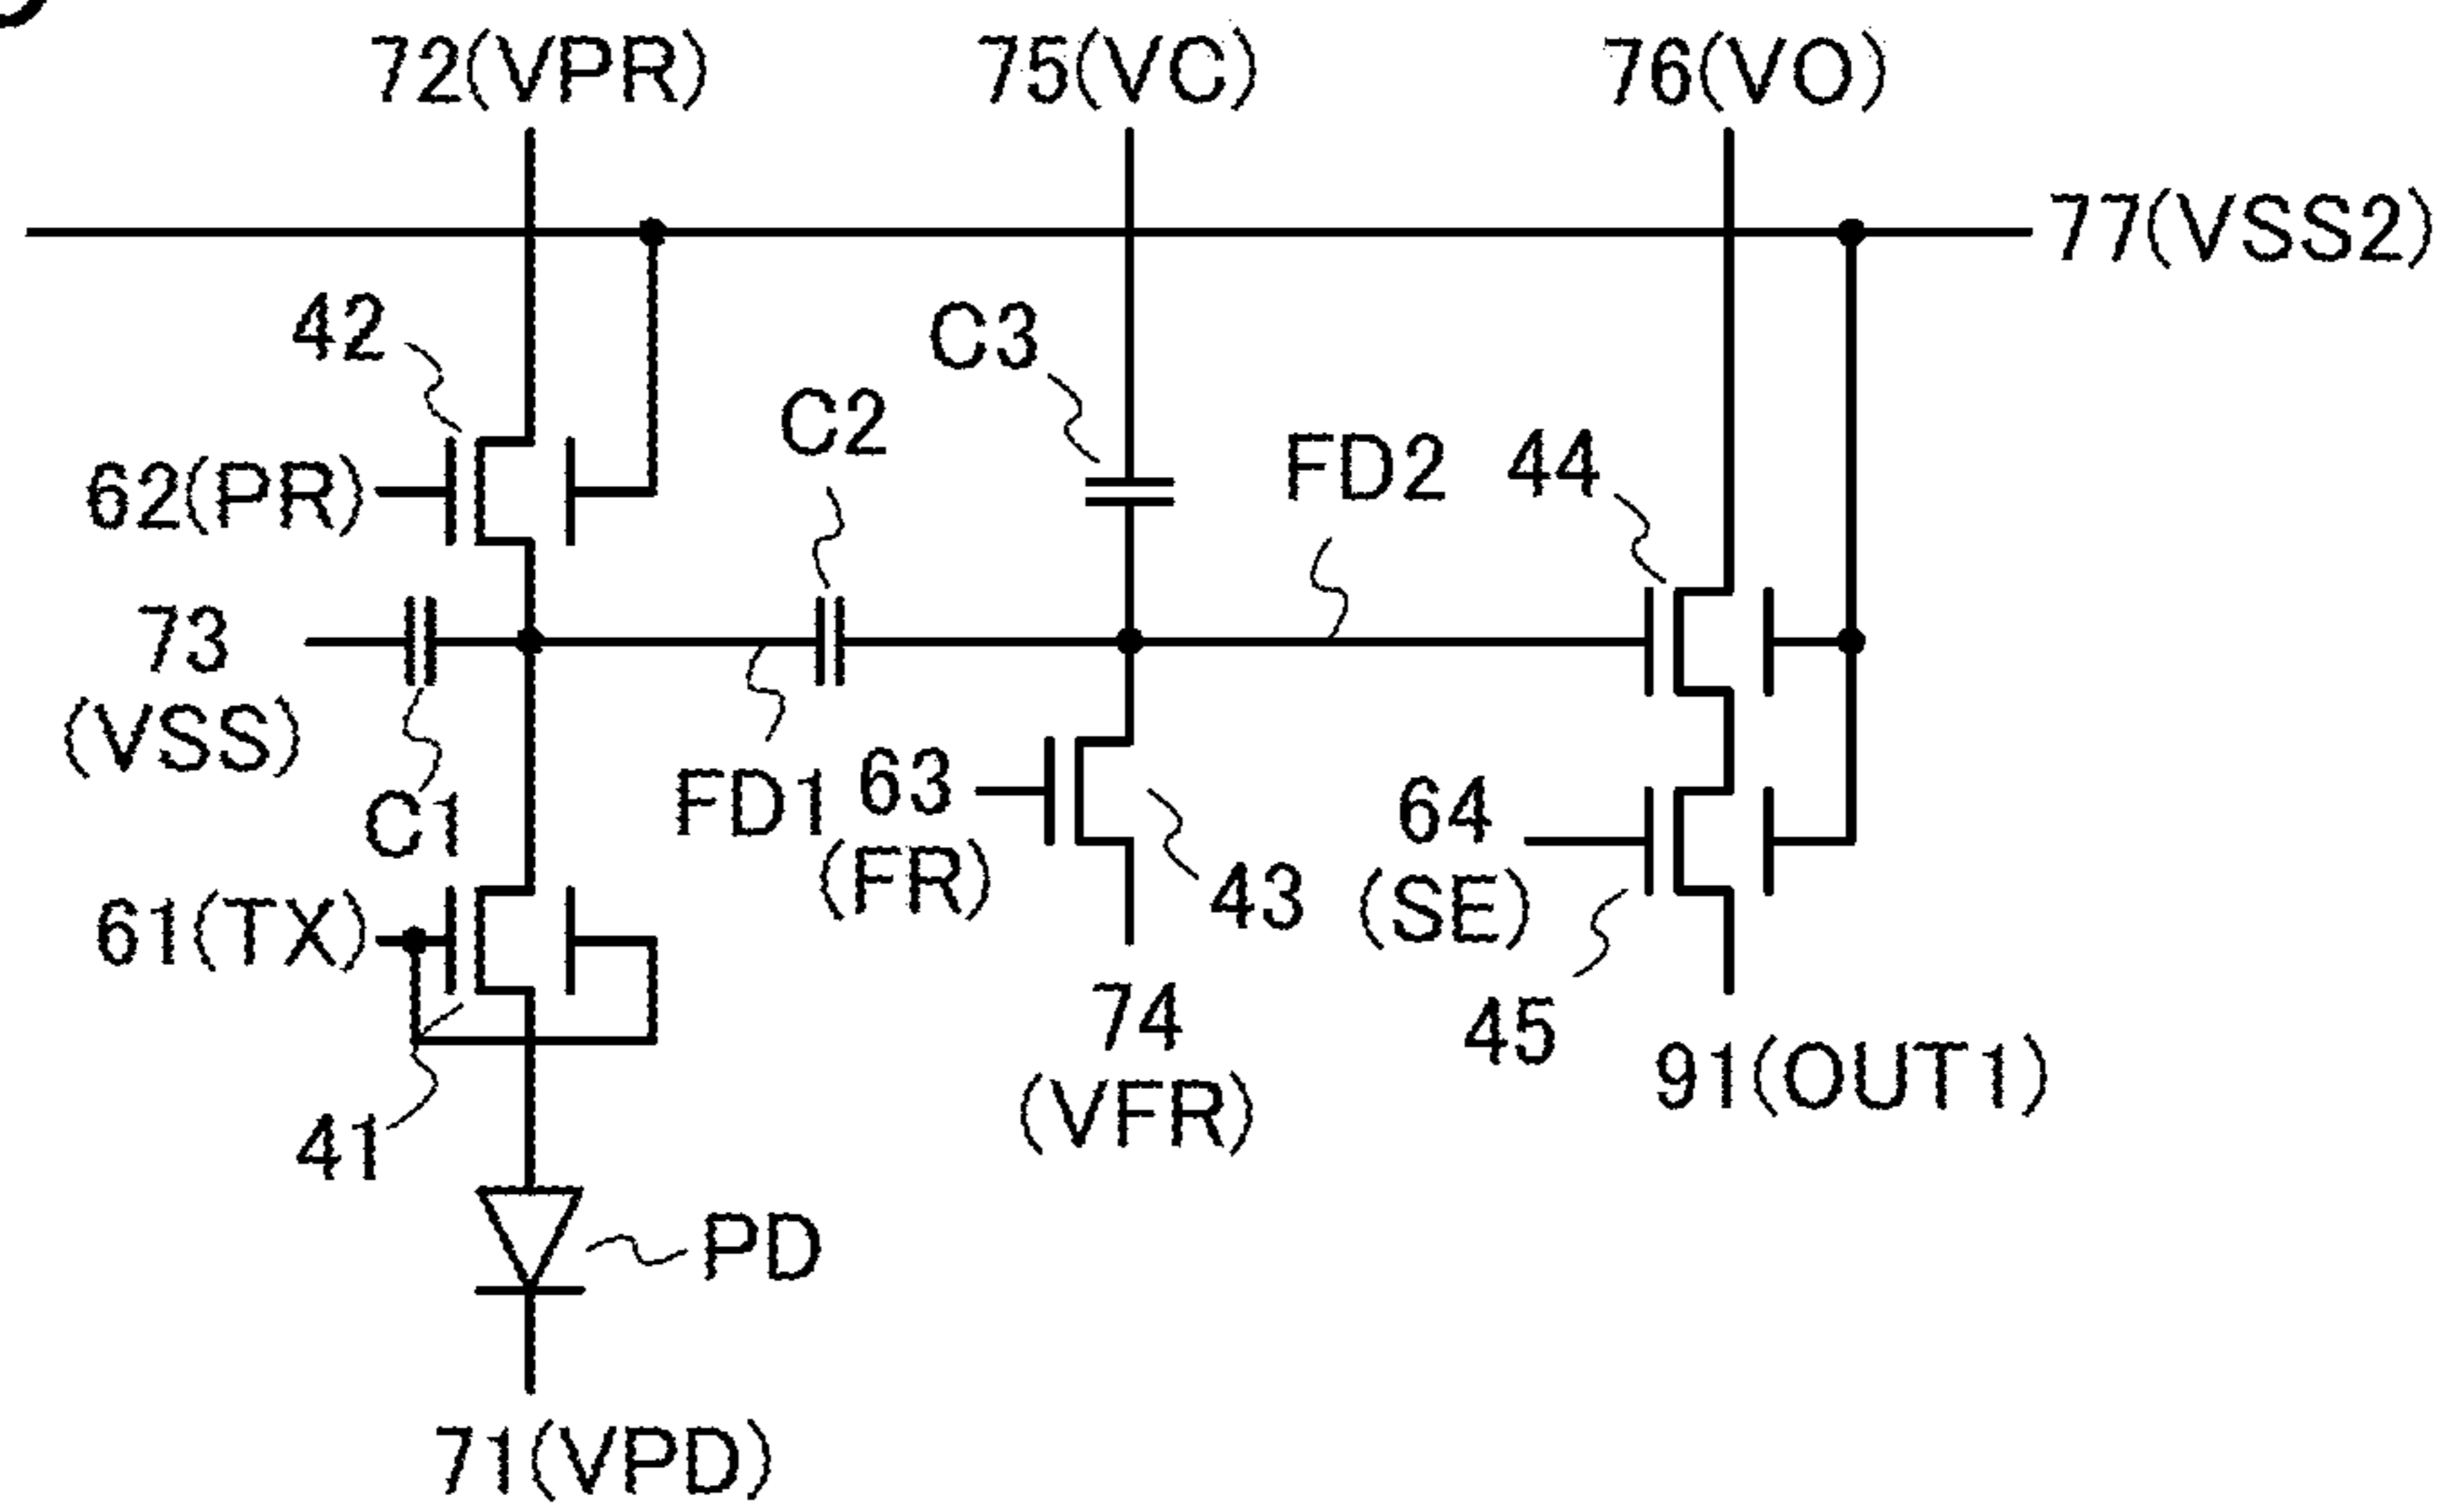 72(VPR) 75(VC) 76(VO)
77(VSS2)
42
C3
C2
FD2 44
62(PR)
73
(VSS)
C1
FD1
63
(FR)
64
(SE)
43
61(TX)
45
74
(VFR)
91(OUT1)
41
PD
71(VPD)